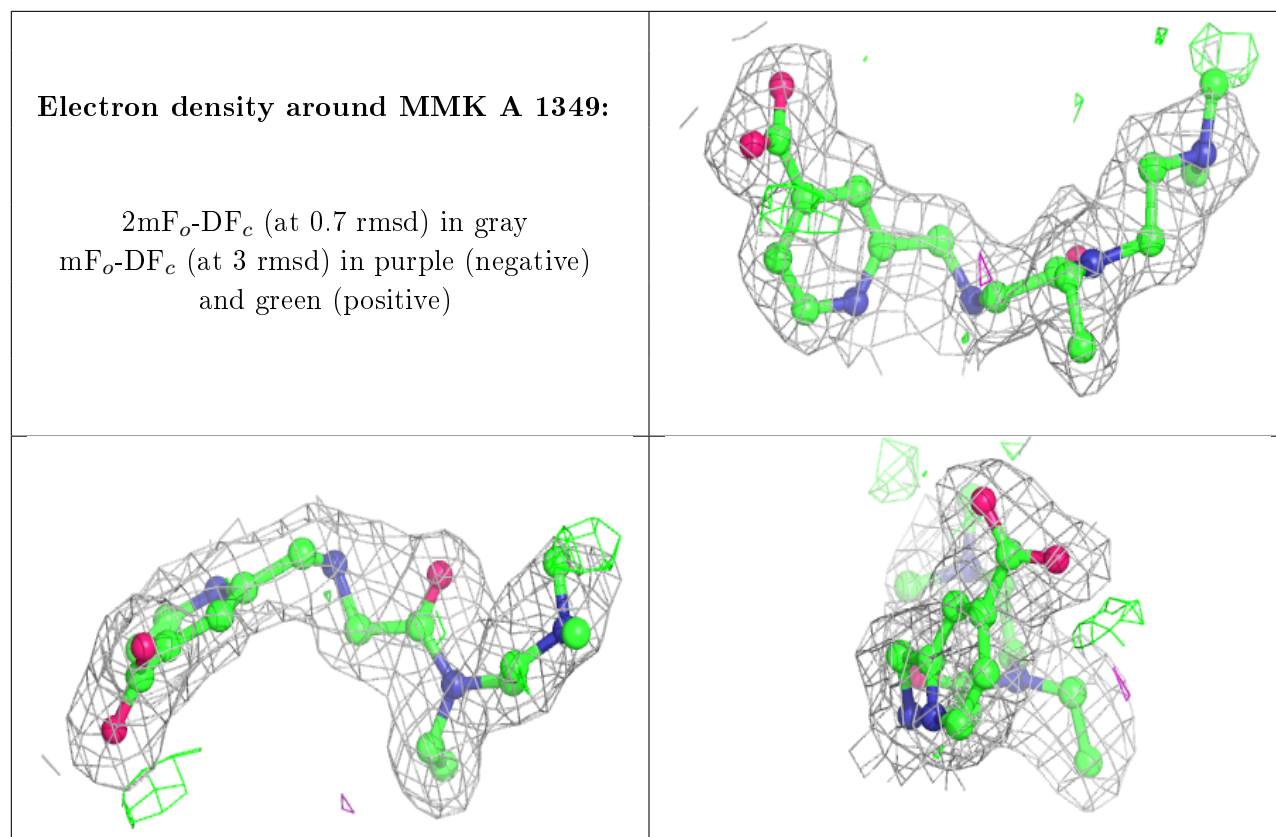 Electron density around MMK A 1349:
2mFₒ-DF𝒸 (at 0.7 rmsd) in gray
mFₒ-DF𝒸 (at 3 rmsd) in purple (negative)
and green (positive)